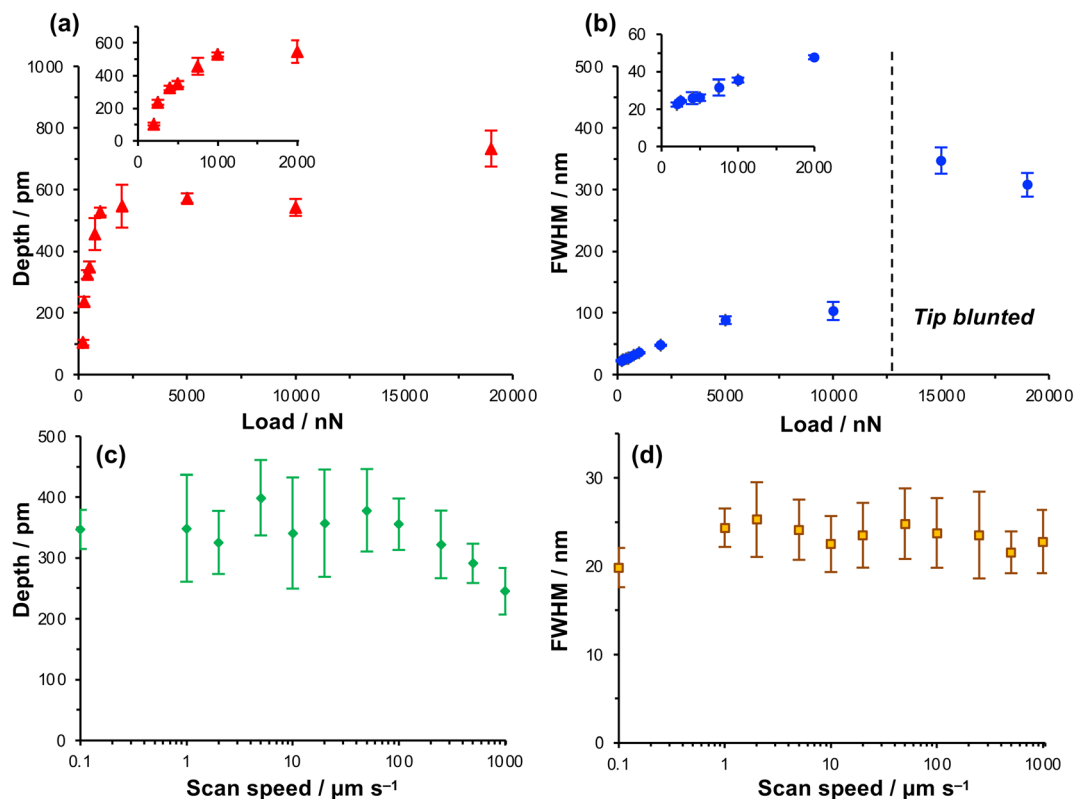 (a)
600
400
200
0
0 1000 2000
1000
800
600
400
200
0
0 5000 10000 15000 20000
Depth / pm
Load / nN
(b)
60
40
20
0
0 1000 2000
500
400
300
200
100
0
0 5000 10000 15000 20000
FWHM / nm
Tip blunted
Load / nN
(c)
500
400
300
200
100
0
0.1 1 10 100 1000
Depth / pm
Scan speed / µm s⁻¹
(d)
30
20
10
0
0.1 1 10 100 1000
FWHM / nm
Scan speed / µm s⁻¹